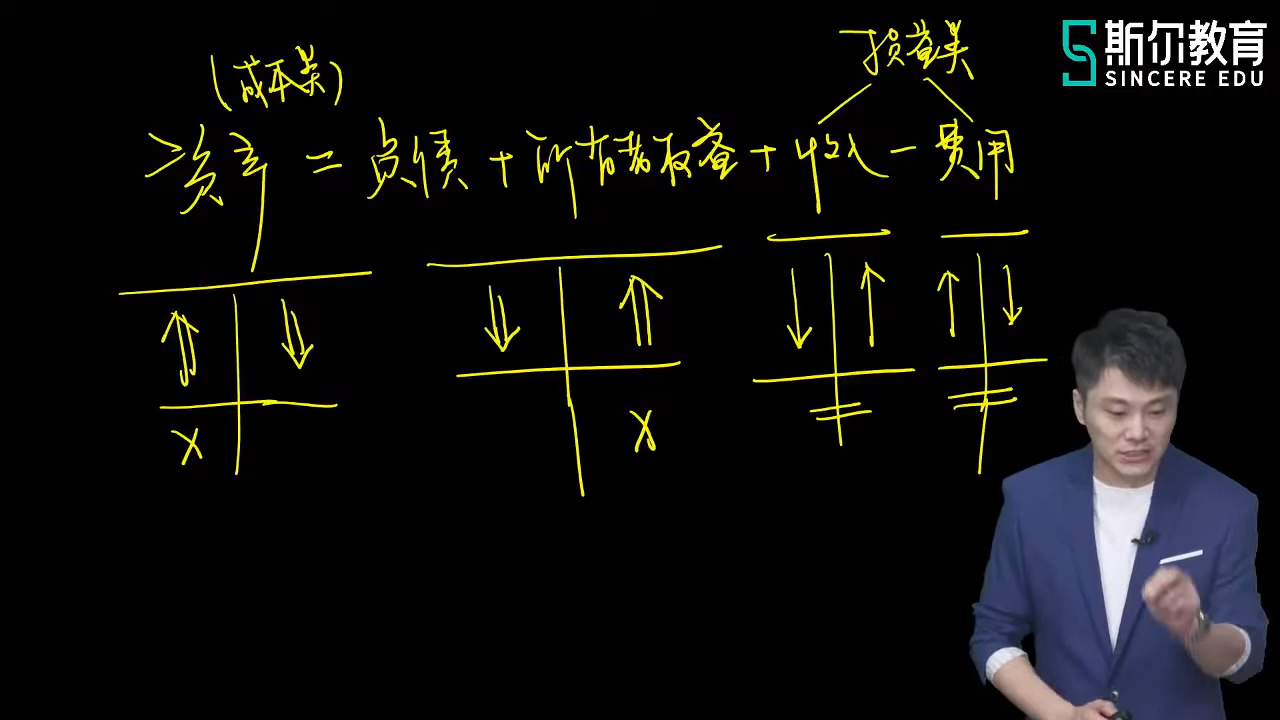 斯尔教育
SINCERE EDU
损益类
(成本类)
资产 = 负债 + 所有者权益 + 收入 - 费用
↑ ↓ ↓ ↑ ↓ ↑ ↑ ↓
x x